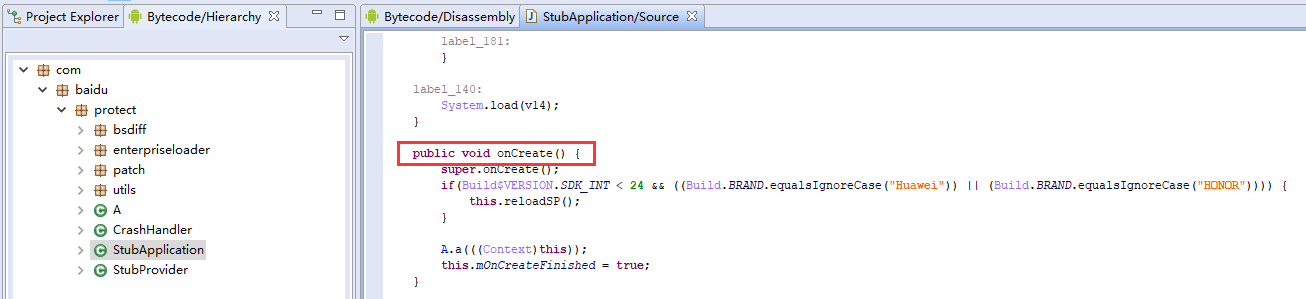 Project Explorer
Bytecode/Hierarchy
com
baidu
protect
bsdiff
enterpriseloader
patch
utils
A
CrashHandler
StubApplication
StubProvider
Bytecode/Disassembly
StubApplication/Source
label_181:
}
label_140:
System.load(v14);
}
public void onCreate() {
super.onCreate();
if(Build$VERSION.SDK_INT < 24 && ((Build.BRAND.equalsIgnoreCase("Huawei")) || (Build.BRAND.equalsIgnoreCase("HONOR")))) {
this.reloadSP();
}
A.a(((Context)this));
this.mOnCreateFinished = true;
}